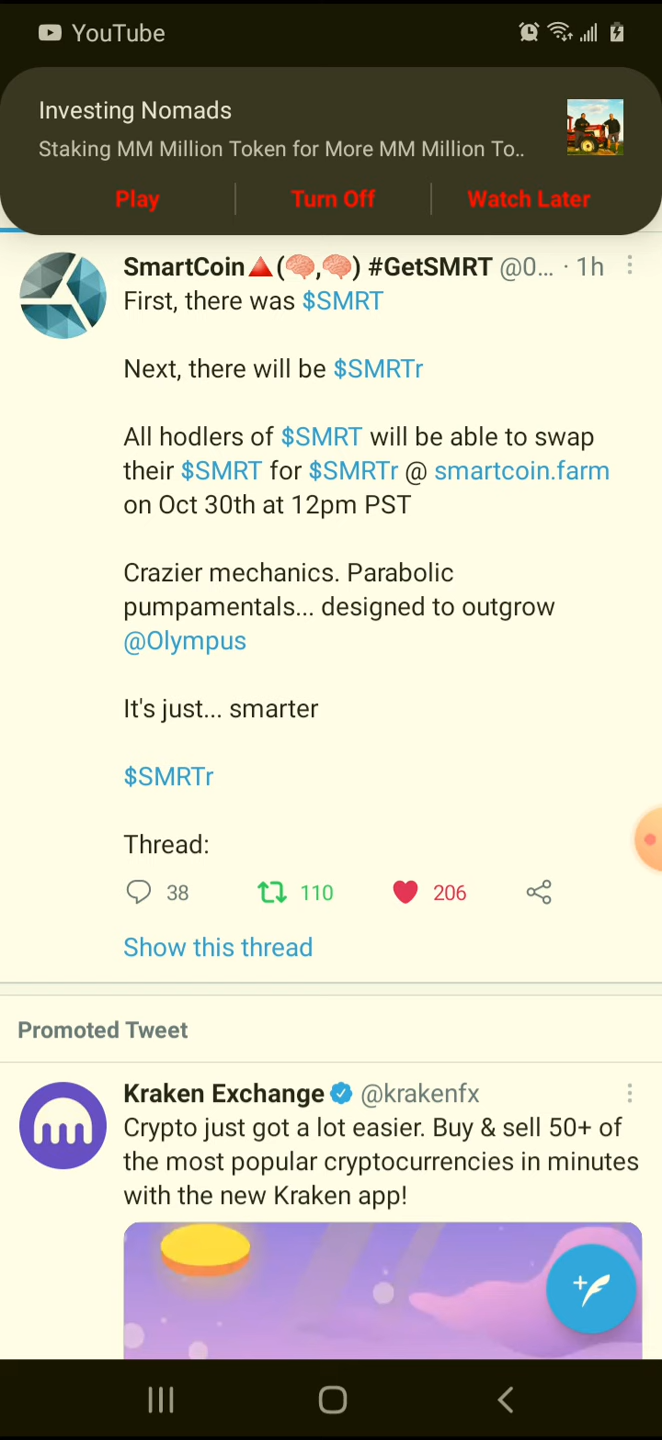 YouTube
Investing Nomads
Staking MM Million Token for More MM Million To..
Play
Turn Off
Watch Later
SmartCoin🔺(🧠,🧠) #GetSMRT @0... · 1h
First, there was $SMRT
Next, there will be $SMRTr
All hodlers of $SMRT will be able to swap
their $SMRT for $SMRTr @ smartcoin.farm
on Oct 30th at 12pm PST
Crazier mechanics. Parabolic
pumpamentals... designed to outgrow
@Olympus
It's just... smarter
$SMRTr
Thread:
38 110 206
Show this thread
Promoted Tweet
Kraken Exchange @krakenfx
Crypto just got a lot easier. Buy & sell 50+ of
the most popular cryptocurrencies in minutes
with the new Kraken app!